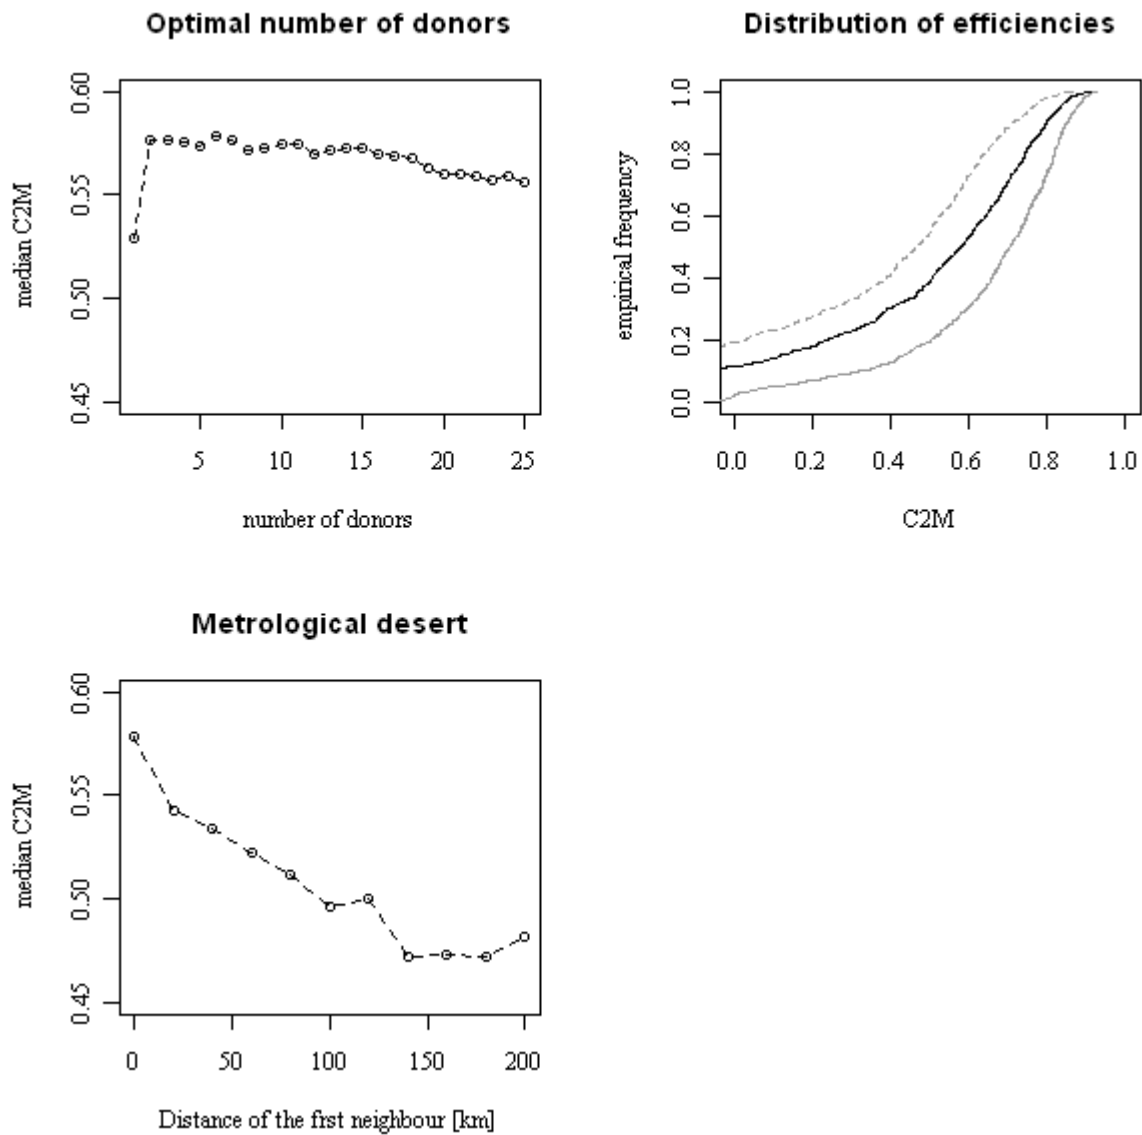 Optimal number of donors
median C2M
0.60
0.55
0.50
0.45
5 10 15 20 25
number of donors
Distribution of efficiencies
empirical frequency
1.0
0.8
0.6
0.4
0.2
0.0
0.0 0.2 0.4 0.6 0.8 1.0
C2M
Metrological desert
median C2M
0.60
0.55
0.50
0.45
0 50 100 150 200
Distance of the frst neighbour [km]